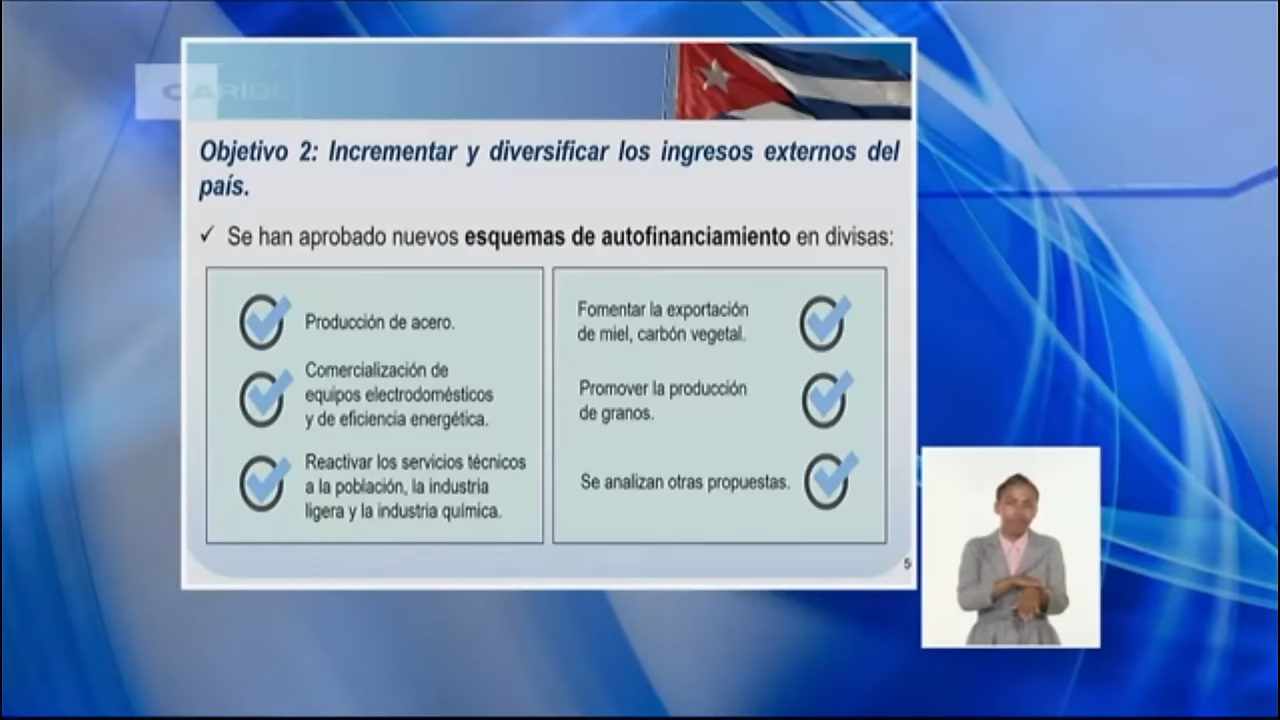 CARIBE
Objetivo 2: Incrementar y diversificar los ingresos externos del
país.
✓ Se han aprobado nuevos esquemas de autofinanciamiento en divisas:
Producción de acero.
Comercialización de
equipos electrodomésticos
y de eficiencia energética.
Reactivar los servicios técnicos
a la población, la industria
ligera y la industria química.
Fomentar la exportación
de miel, carbón vegetal.
Promover la producción
de granos.
Se analizan otras propuestas.
5